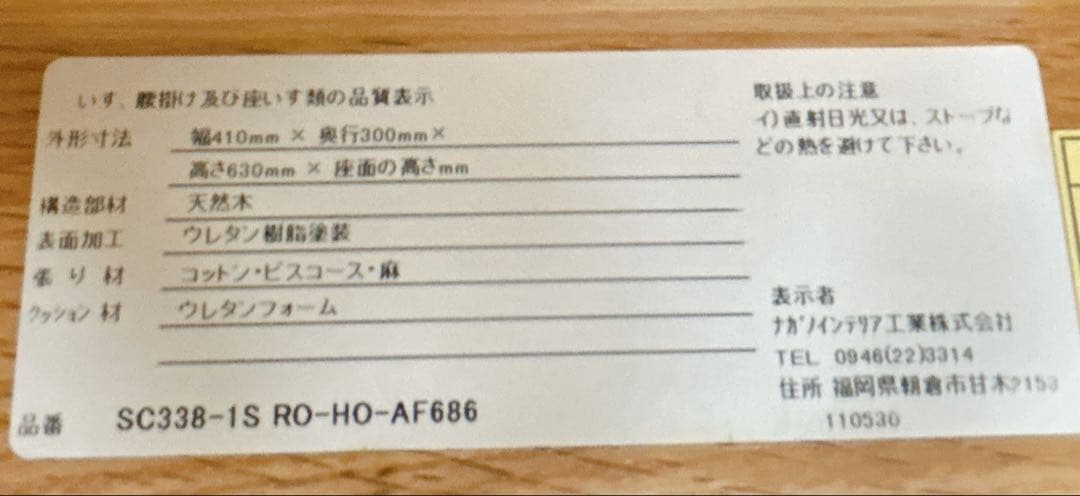 いす、腰掛け及び座いす類の品質表示
外形寸法 幅410mm × 奥行300mm×
高さ630mm × 座面の高さmm
構造部材 天然木
表面加工 ウレタン樹脂塗装
張り材 コットン・ビスコース・麻
クッション材 ウレタンフォーム
品番 SC338-1S RO-HO-AF686
取扱上の注意
イ)直射日光又は、ストーブな
どの熱を避けて下さい。
表示者
ナガノインテリア工業株式会社
TEL 0946(22)3314
住所 福岡県朝倉市甘木2153
110530